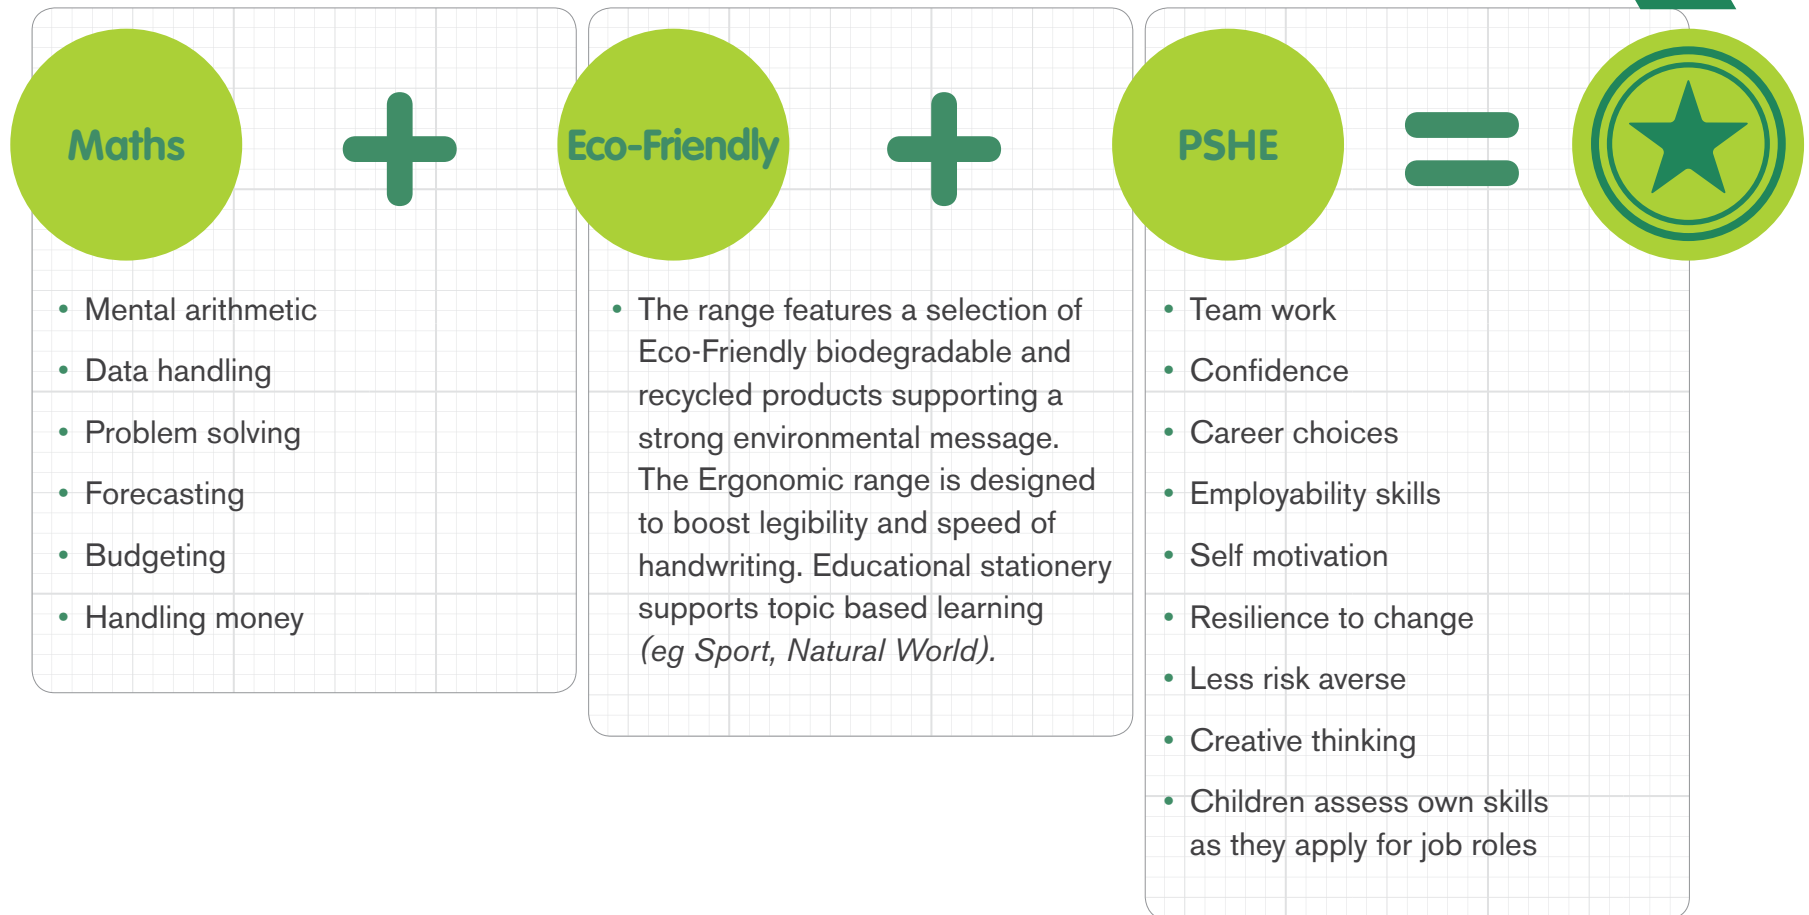 Maths
• Mental arithmetic
• Data handling
• Problem solving
• Forecasting
• Budgeting
• Handling money
Eco-Friendly
• The range features a selection of
Eco-Friendly biodegradable and
recycled products supporting a
strong environmental message.
The Ergonomic range is designed
to boost legibility and speed of
handwriting. Educational stationery
supports topic based learning
(eg Sport, Natural World).
PSHE
• Team work
• Confidence
• Career choices
• Employability skills
• Self motivation
• Resilience to change
• Less risk averse
• Creative thinking
• Children assess own skills
as they apply for job roles